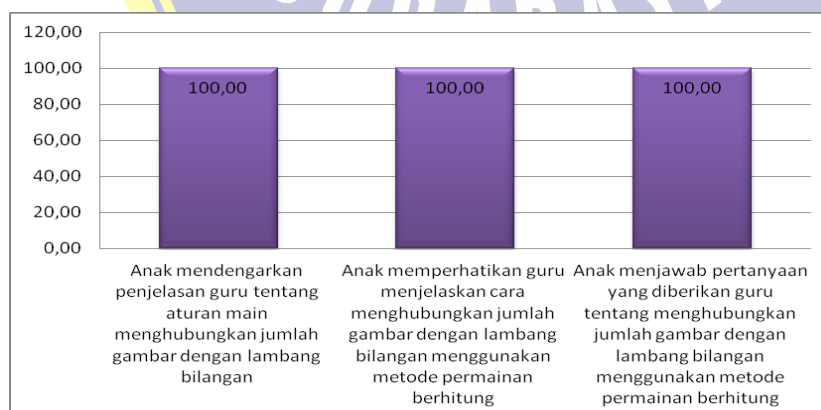 120,00
100,00
80,00
60,00
40,00
20,00
0,00
100,00
100,00
100,00
Anak mendengarkan
penjelasan guru tentang
aturan main
menghubungkan jumlah
gambar dengan lambang
bilangan
Anak memperhatikan guru
menjelaskan cara
menghubungkan jumlah
gambar dengan lambang
bilangan menggunakan
metode permainan
berhitung
Anak menjawab pertanyaan
yang diberikan guru
tentang menghubungkan
jumlah gambar dengan
lambang bilangan
menggunakan metode
permainan berhitung